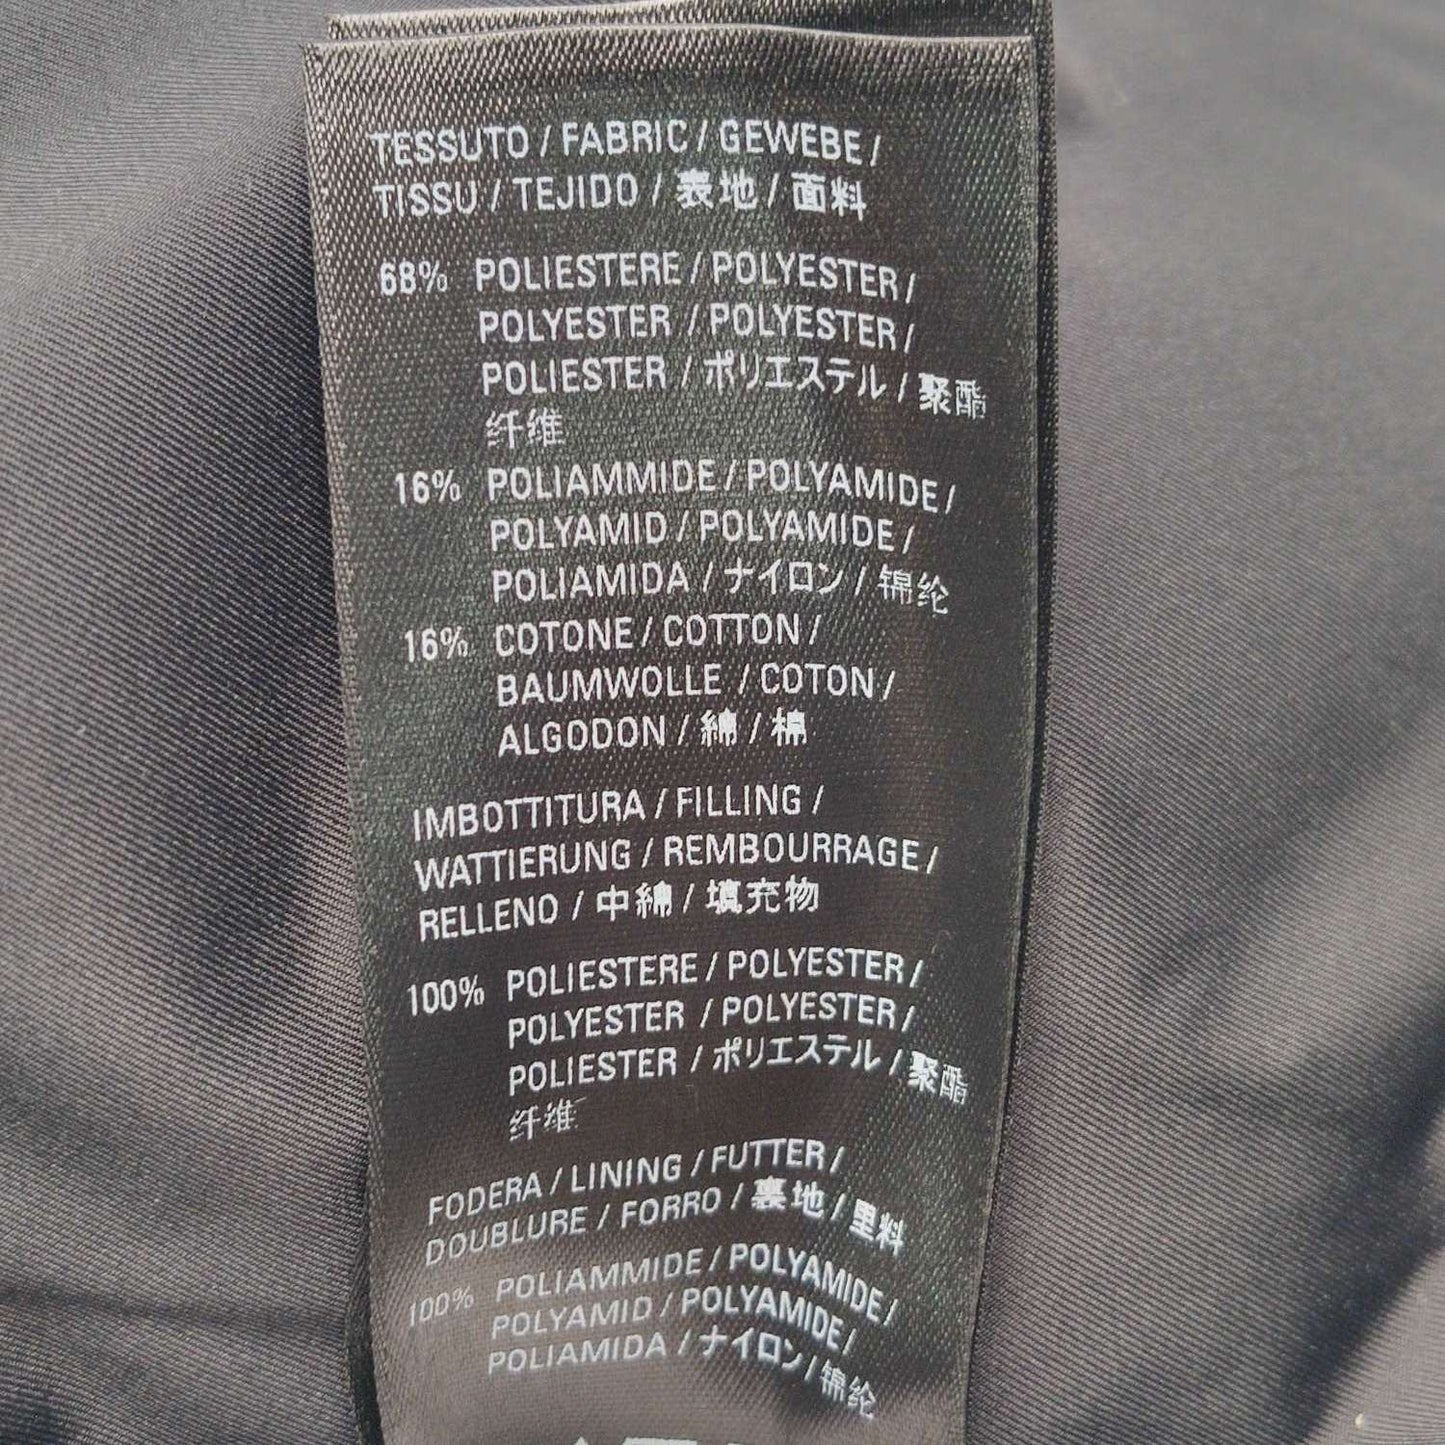 TESSUTO / FABRIC / GEWEBE /
TISSU / TEJIDO / 表地 / 面料
68% POLIESTERE / POLYESTER /
POLYESTER / POLYESTER /
POLIESTER / ポリエステル / 聚酯
纤维
16% POLIAMMIDE / POLYAMIDE /
POLYAMID / POLYAMIDE /
POLIAMIDA / ナイロン / 锦纶
16% COTONE / COTTON /
BAUMWOLLE / COTON /
ALGODON / 綿 / 棉
IMBOTTITURA / FILLING /
WATTIERUNG / REMBOURRAGE /
RELLENO / 中綿 / 填充物
100% POLIESTERE / POLYESTER /
POLYESTER / POLYESTER /
POLIESTER / ポリエステル / 聚酯
纤维
FODERA / LINING / FUTTER /
DOUBLURE / FORRO / 裏地 / 里料
100% POLIAMMIDE / POLYAMIDE /
POLYAMID / POLYAMIDE /
POLIAMIDA / ナイロン / 锦纶